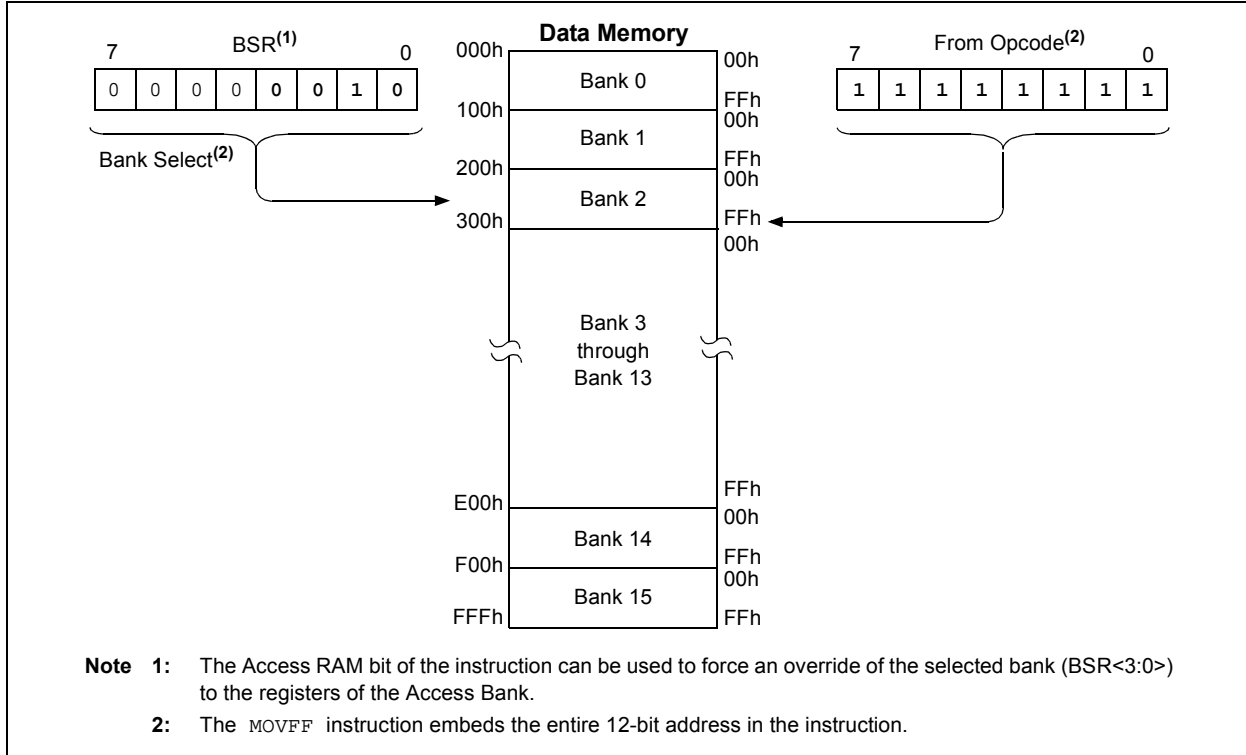 Data Memory
7 BSR(1) 0
0 0 0 0 0 0 1 0
Bank Select(2)
000h
100h
200h
300h
E00h
F00h
FFFh
Bank 0
Bank 1
Bank 2
Bank 3
through
Bank 13
Bank 14
Bank 15
00h
FFh
00h
FFh
00h
FFh
00h
FFh
00h
FFh
00h
FFh
7 From Opcode(2) 0
1 1 1 1 1 1 1 1
Note 1: The Access RAM bit of the instruction can be used to force an override of the selected bank (BSR<3:0>)
to the registers of the Access Bank.
2: The MOVFF instruction embeds the entire 12-bit address in the instruction.